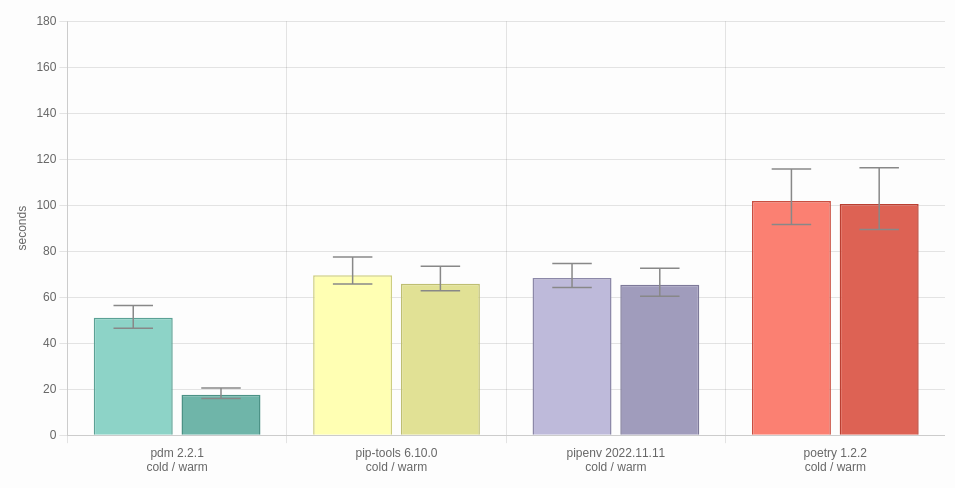 180
160
140
120
100
80
60
40
20
0
seconds
pdm 2.2.1
cold / warm
pip-tools 6.10.0
cold / warm
pipenv 2022.11.11
cold / warm
poetry 1.2.2
cold / warm